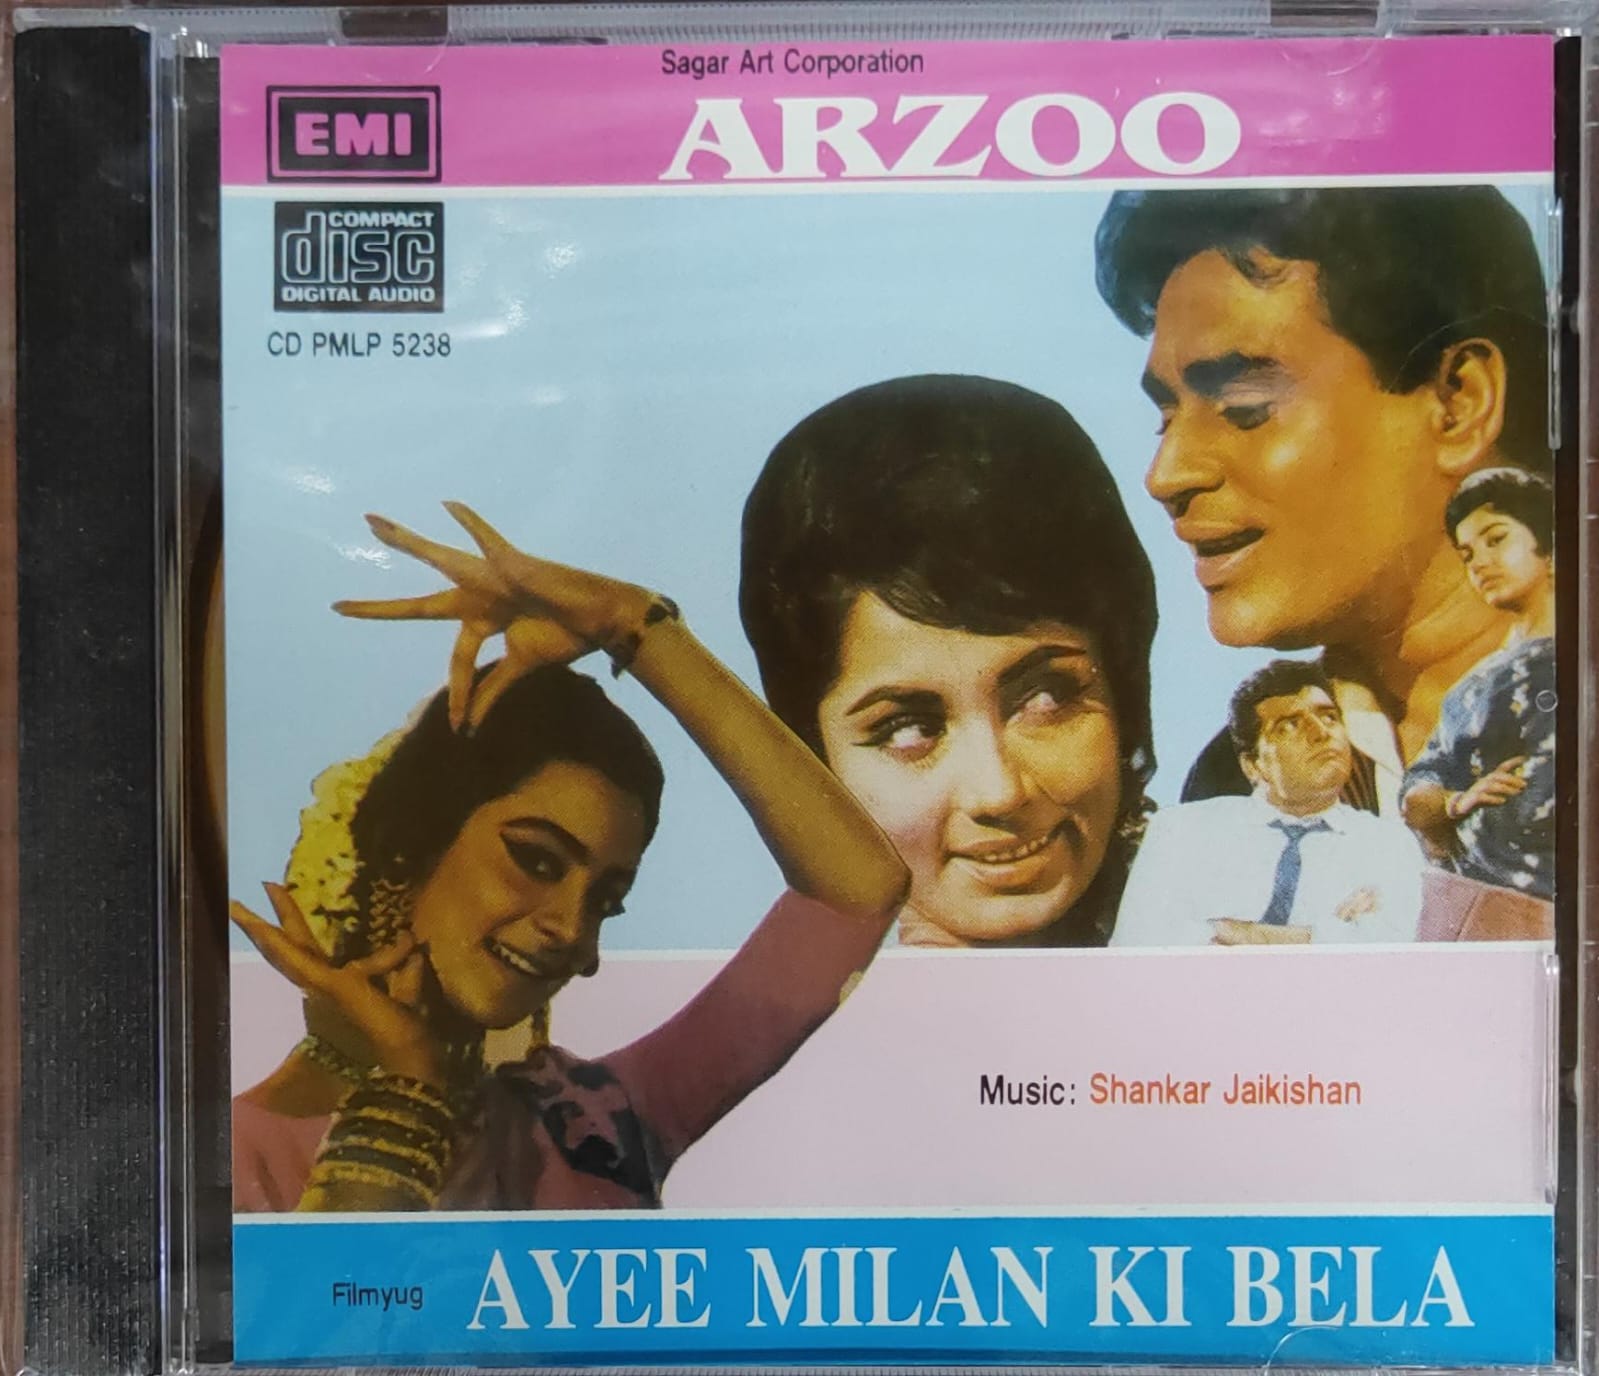 Sagar Art Corporation
EMI
ARZOO
COMPACT
disc
DIGITAL AUDIO
CD PMLP 5238
Music: Shankar Jaikishan
Filmyug AYEE MILAN KI BELA